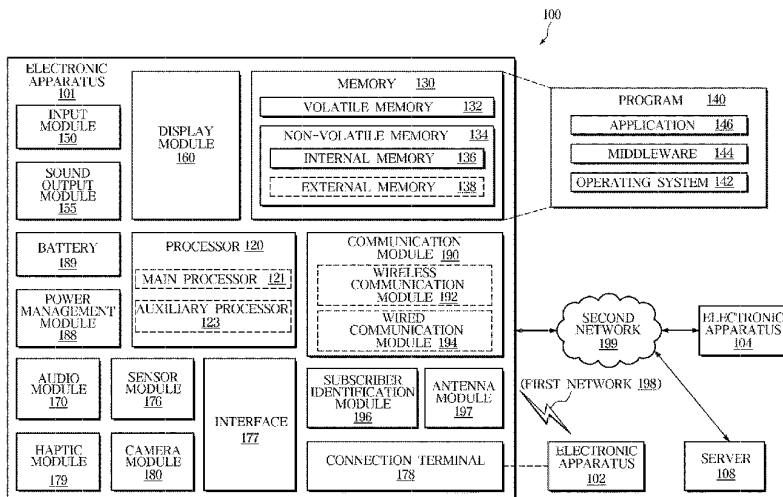 100
ELECTRONIC
APPARATUS
101
INPUT
MODULE
150
SOUND
OUTPUT
MODULE
155
BATTERY
189
POWER
MANAGEMENT
MODULE
188
AUDIO
MODULE
170
HAPTIC
MODULE
179
SENSOR
MODULE
176
CAMERA
MODULE
180
DISPLAY
MODULE
160
PROCESSOR 120
MAIN PROCESSOR 121
AUXILIARY PROCESSOR
123
INTERFACE
177
MEMORY 130
VOLATILE MEMORY 132
NON-VOLATILE MEMORY 134
INTERNAL MEMORY 136
EXTERNAL MEMORY 138
COMMUNICATION
MODULE 190
WIRELESS
COMMUNICATION
MODULE 192
WIRED
COMMUNICATION
MODULE 194
SUBSCRIBER
IDENTIFICATION
MODULE
196
ANTENNA
MODULE
197
CONNECTION TERMINAL
178
PROGRAM 140
APPLICATION 146
MIDDLEWARE 144
OPERATING SYSTEM 142
SECOND
NETWORK
199
ELECTRONIC
APPARATUS
104
(FIRST NETWORK 198)
ELECTRONIC
APPARATUS
102
SERVER
108